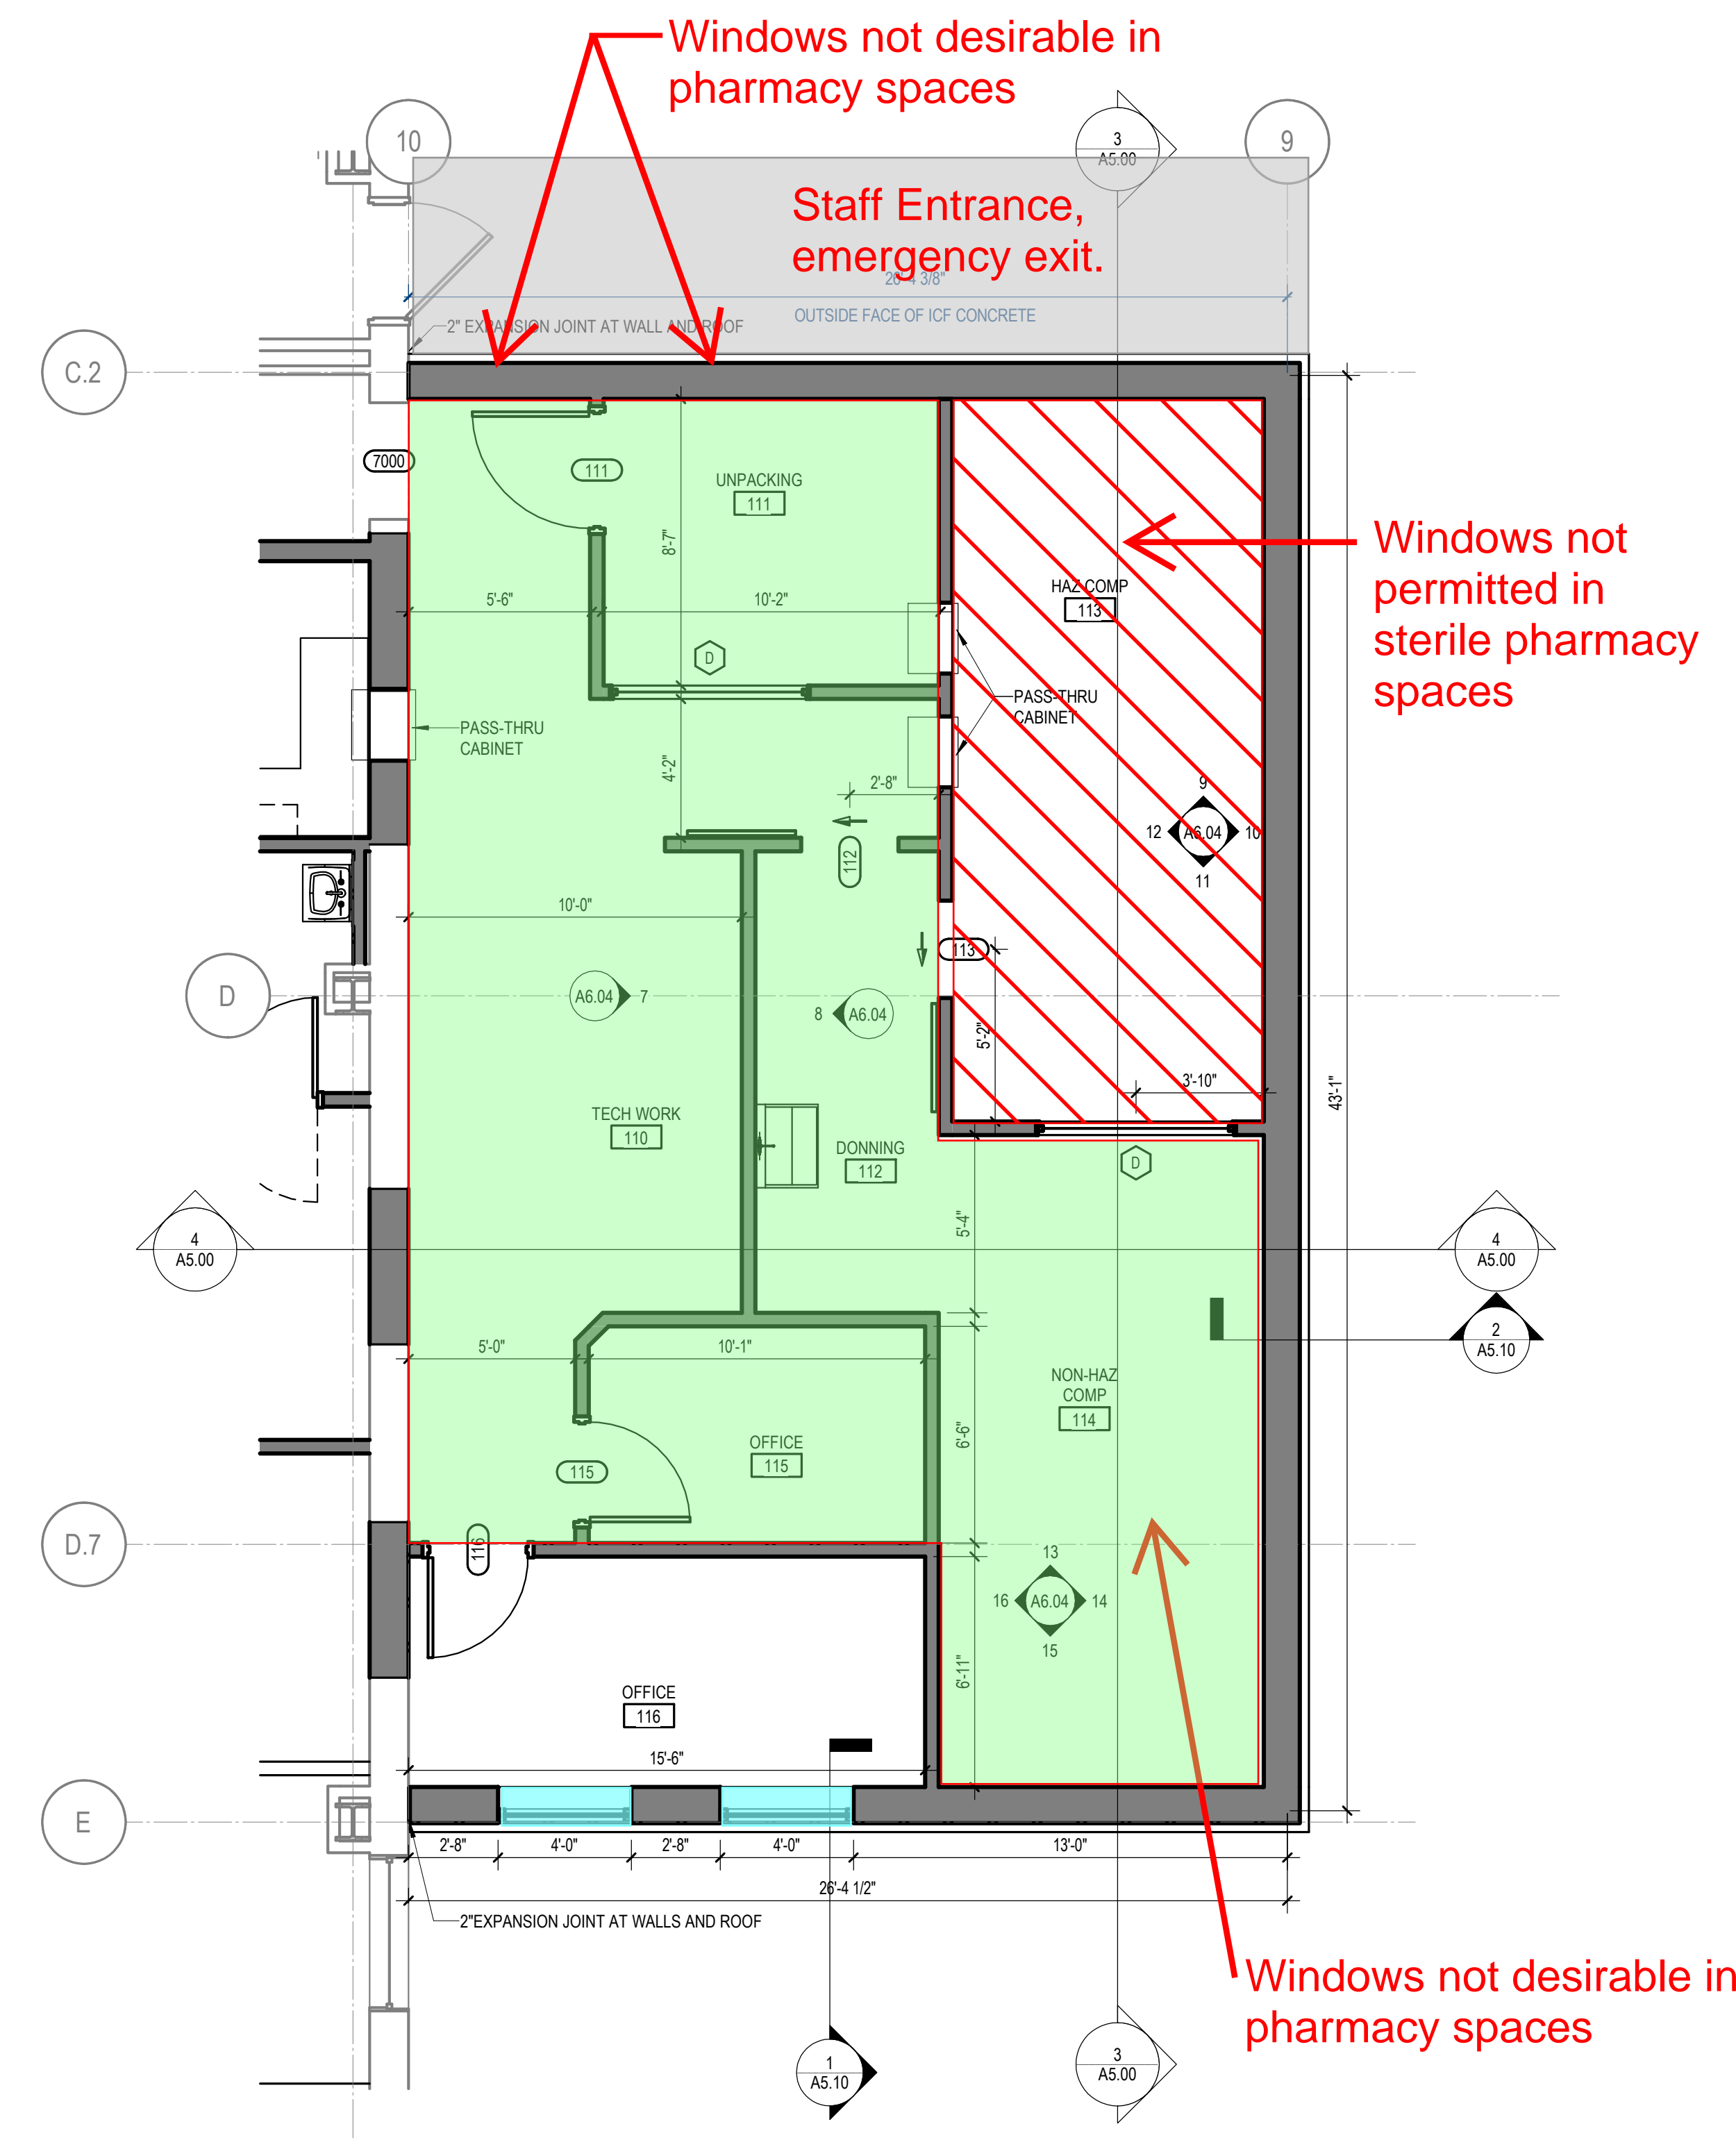 Windows not desirable in
pharmacy spaces
10
3
A5.00
9
Staff Entrance,
emergency exit.
26'-4 3/8"
OUTSIDE FACE OF ICF CONCRETE
2" EXPANSION JOINT AT WALL AND ROOF
C.2
7000
111
UNPACKING
111
8'-7"
Windows not
permitted in
sterile pharmacy
spaces
HAZ COMP
113
5'-6"
10'-2"
D
PASS-THRU
CABINET
PASS-THRU
CABINET
4'-2"
2'-8"
9
12
A6.04
10
11
112
10'-0"
113
D
A6.04
7
8
A6.04
5'-2"
3'-10"
43'-1"
TECH WORK
110
DONNING
112
D
5'-4"
4
A5.00
4
A5.00
2
A5.10
5'-0"
10'-1"
NON-HAZ
COMP
114
6'-6"
OFFICE
115
115
D.7
116
13
16
A6.04
14
15
6'-11"
OFFICE
116
15'-6"
E
2'-8"
4'-0"
2'-8"
4'-0"
13'-0"
26'-4 1/2"
2"EXPANSION JOINT AT WALLS AND ROOF
Windows not desirable in
pharmacy spaces
1
A5.10
3
A5.00